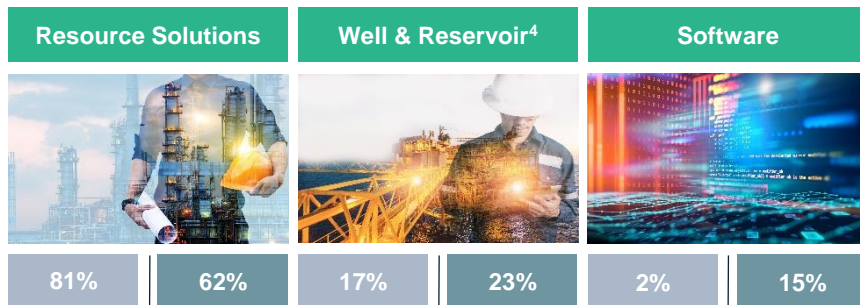 Resource Solutions
Well & Reservoir4
Software
81%
62%
17%
23%
2%
15%